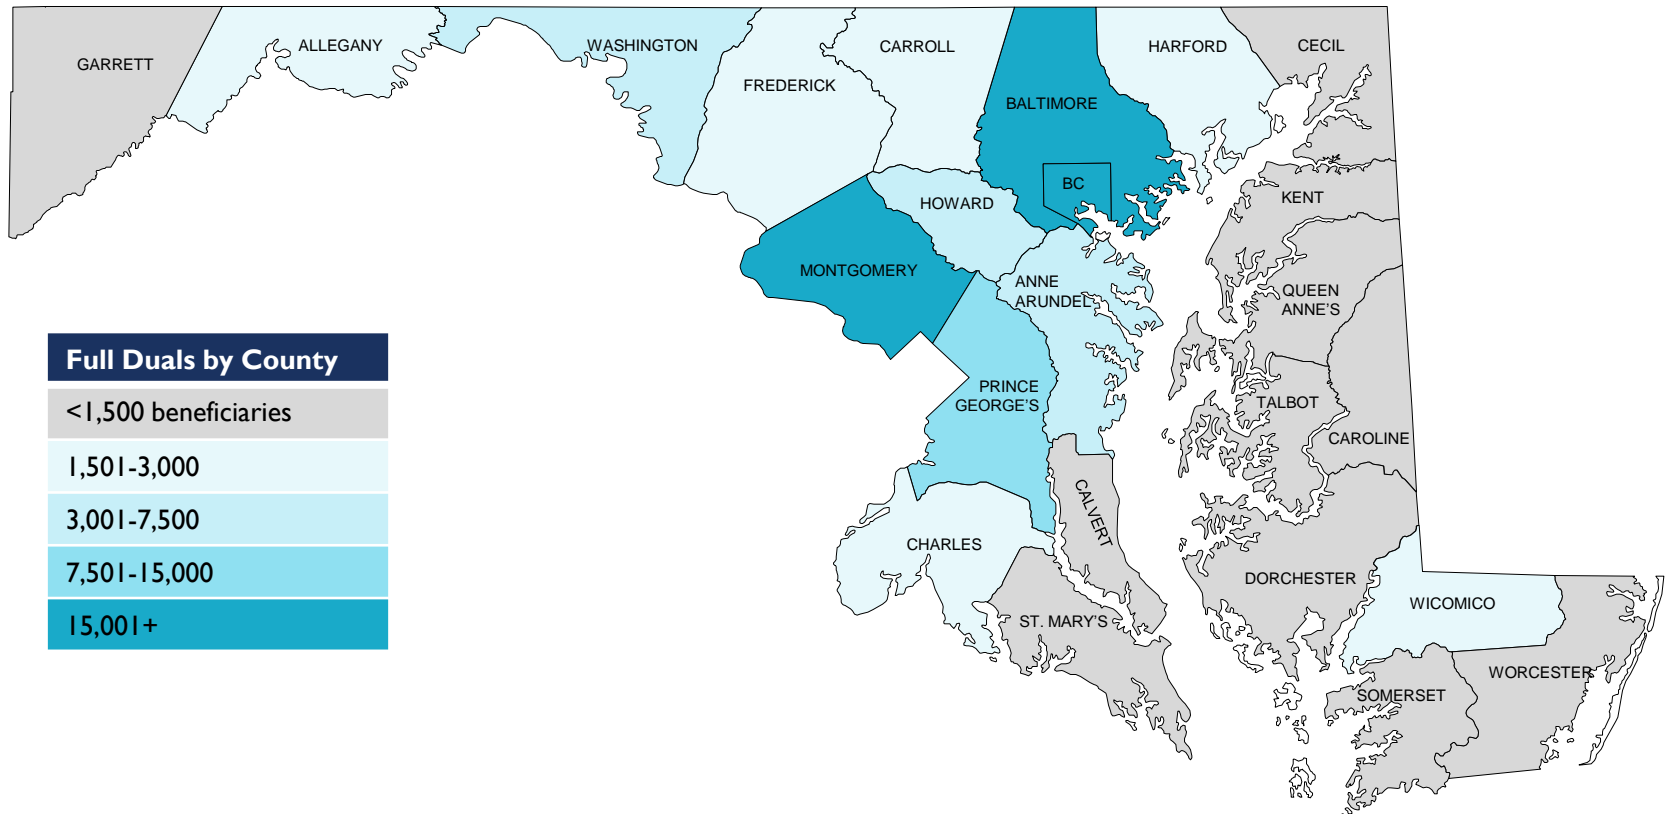 GARRETT
ALLEGANY
WASHINGTON
FREDERICK
CARROLL
BALTIMORE
BC
HARFORD
CECIL
KENT
HOWARD
MONTGOMERY
ANNE
ARUNDEL
QUEEN
ANNE'S
PRINCE
GEORGE'S
TALBOT
CAROLINE
CALVERT
CHARLES
ST. MARY'S
DORCHESTER
WICOMICO
WORCESTER
SOMERSET
Full Duals by County
<1,500 beneficiaries
1,501-3,000
3,001-7,500
7,501-15,000
15,001+